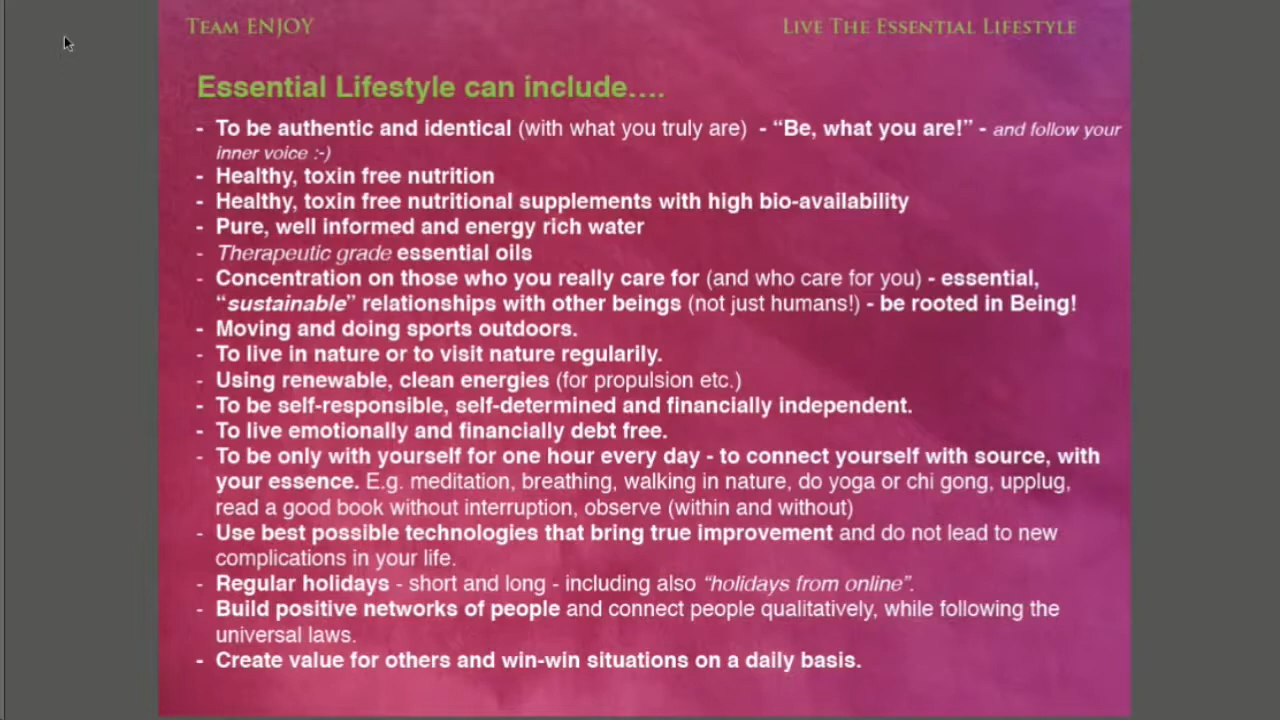 TEAM ENJOY
LIVE THE ESSENTIAL LIFESTYLE
Essential Lifestyle can include….
- To be authentic and identical (with what you truly are) - “Be, what you are!” - and follow your
inner voice :-)
- Healthy, toxin free nutrition
- Healthy, toxin free nutritional supplements with high bio-availability
- Pure, well informed and energy rich water
- Therapeutic grade essential oils
- Concentration on those who you really care for (and who care for you) - essential,
“sustainable” relationships with other beings (not just humans!) - be rooted in Being!
- Moving and doing sports outdoors.
- To live in nature or to visit nature regularily.
- Using renewable, clean energies (for propulsion etc.)
- To be self-responsible, self-determined and financially independent.
- To live emotionally and financially debt free.
- To be only with yourself for one hour every day - to connect yourself with source, with
your essence. E.g. meditation, breathing, walking in nature, do yoga or chi gong, upplug,
read a good book without interruption, observe (within and without)
- Use best possible technologies that bring true improvement and do not lead to new
complications in your life.
- Regular holidays - short and long - including also “holidays from online”.
- Build positive networks of people and connect people qualitatively, while following the
universal laws.
- Create value for others and win-win situations on a daily basis.